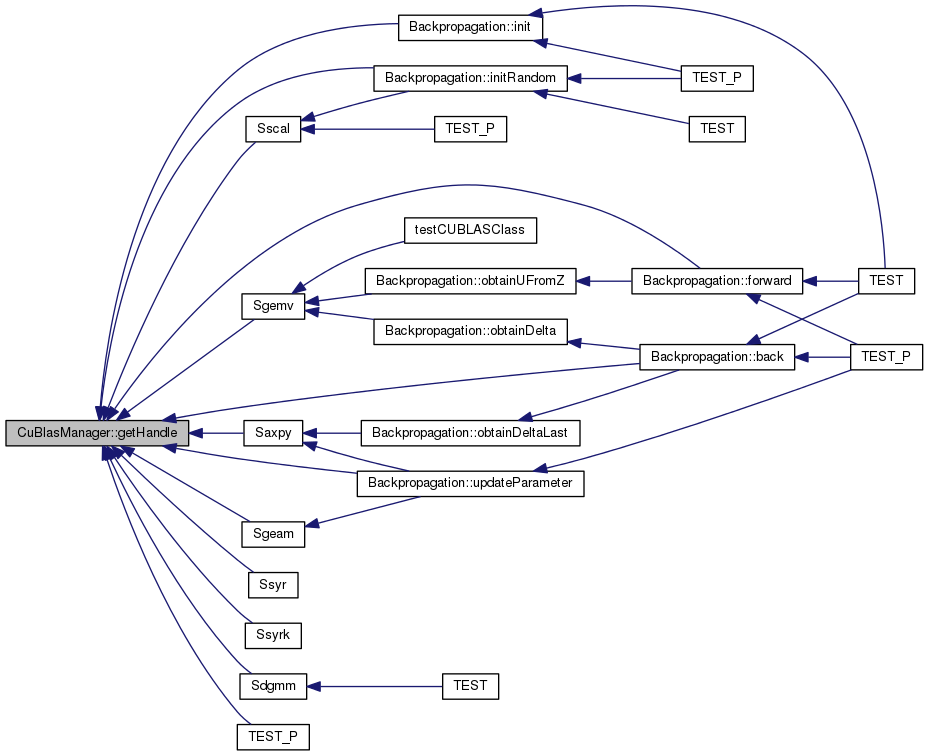 Backpropagation::init
Backpropagation::initRandom
TEST_P
Sscal
TEST_P
TEST
testCUBLASClass
Backpropagation::obtainUFromZ
Backpropagation::forward
TEST
Sgemv
Backpropagation::obtainDelta
Backpropagation::back
TEST_P
CuBlasManager::getHandle
Saxpy
Backpropagation::obtainDeltaLast
Backpropagation::updateParameter
Sgeam
Ssyr
Ssyrk
Sdgmm
TEST
TEST_P